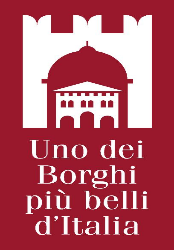 Uno dei
Borghi
più belli
d'Italia